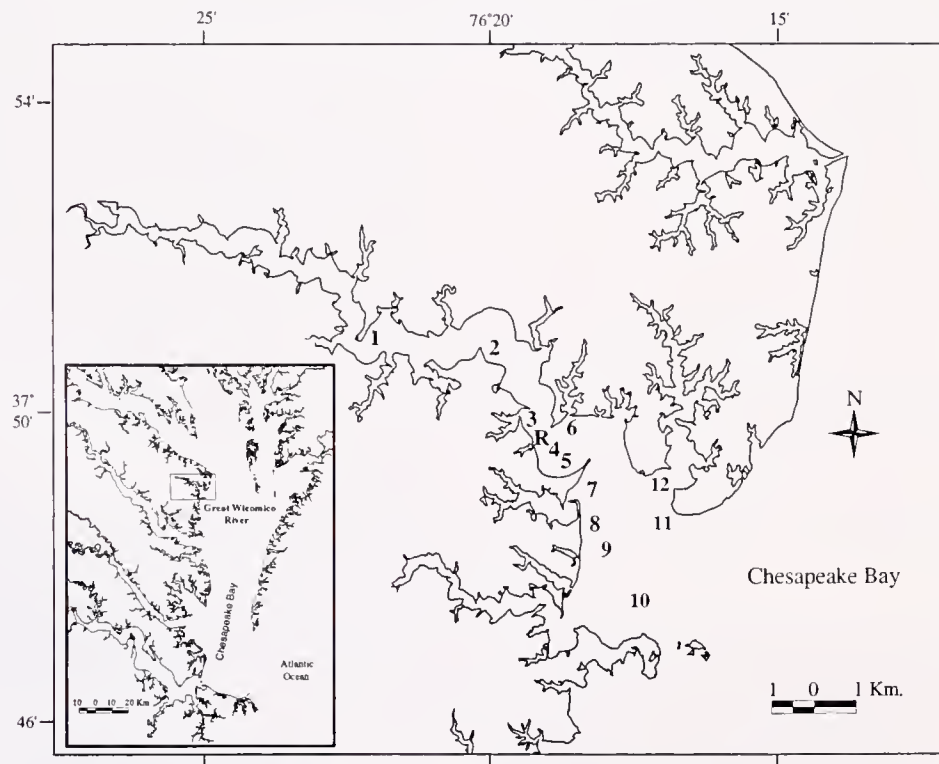 25'
76°20'
15'
54'
37°
50'
46'
1
2
3
R
4
5
6
7
8
9
10
11
12
N
Chesapeake Bay
1 0 1 Km.
Great Wicomico
River
Chesapeake Bay
Atlantic
Ocean
10 0 10 20 Km